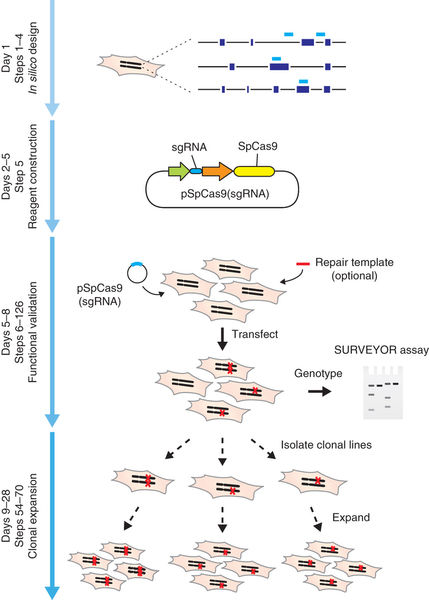 Day 1
Steps 1–4
In silico design
Days 2–5
Step 5
Reagent construction
sgRNA
SpCas9
pSpCas9(sgRNA)
Days 5–8
Steps 6–126
Functional validation
pSpCas9
(sgRNA)
Repair template
(optional)
Transfect
SURVEYOR assay
Genotype
Days 9–28
Steps 54–70
Clonal expansion
Isolate clonal lines
Expand